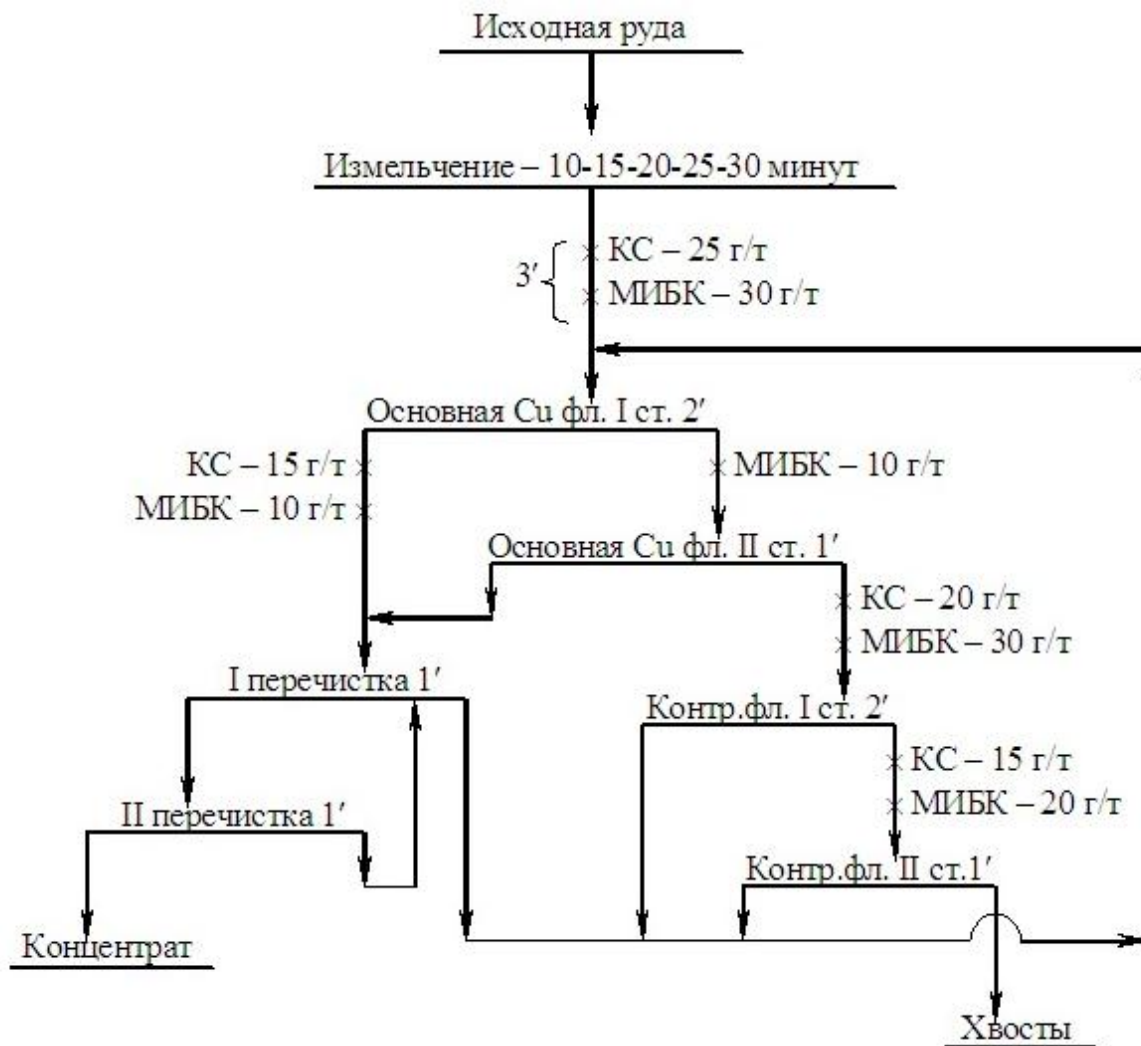 Исходная руда
Измельчение – 10-15-20-25-30 минут
КС – 25 г/т
3′
МИБК – 30 г/т
Основная Cu фл. I ст. 2′
КС – 15 г/т
МИБК – 10 г/т
МИБК – 10 г/т
Основная Cu фл. II ст. 1′
КС – 20 г/т
МИБК – 30 г/т
I перечистка 1′
Контр.фл. I ст. 2′
КС – 15 г/т
МИБК – 20 г/т
II перечистка 1′
Контр.фл. II ст.1′
Концентрат
Хвосты